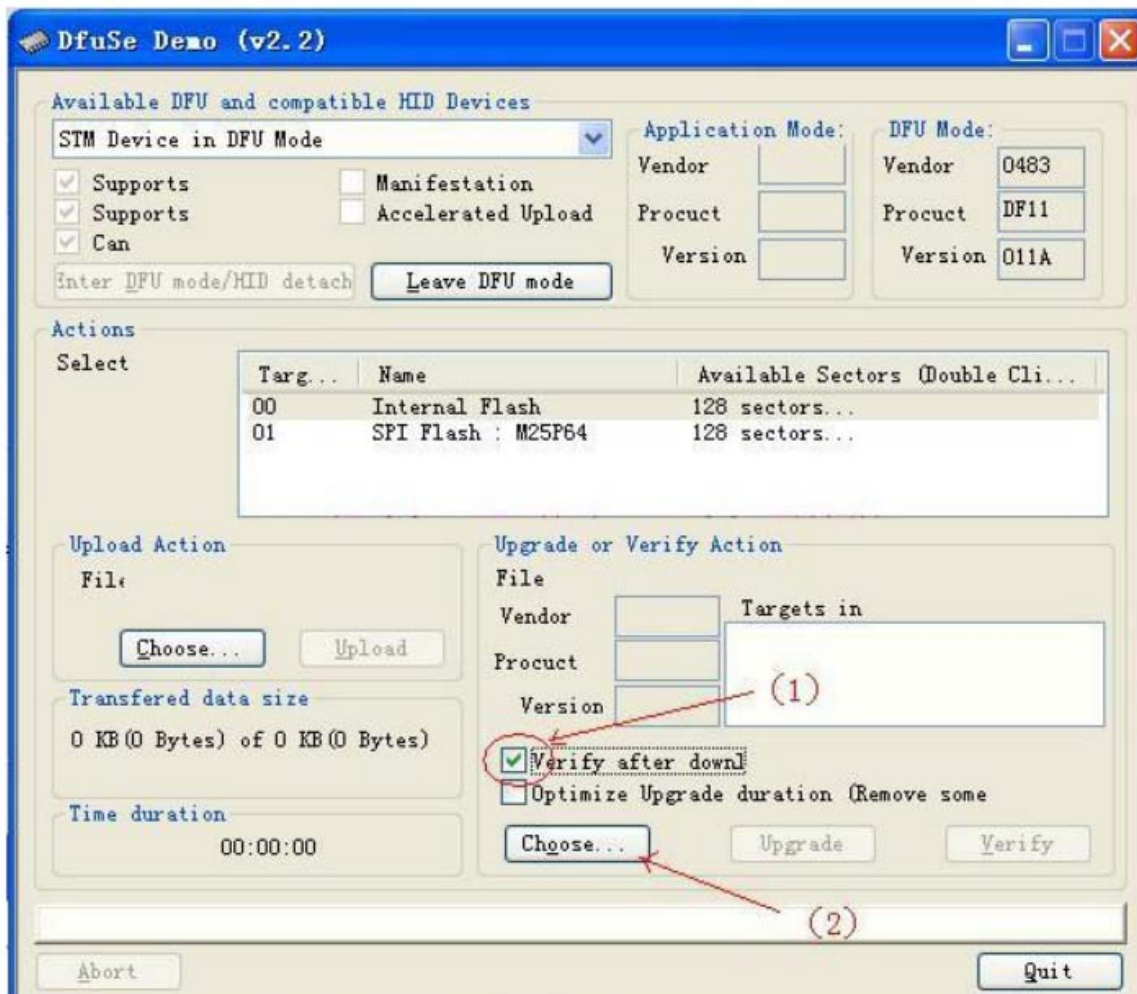 DfuSe Demo (v2.2)
Available DFU and compatible HID Devices
STM Device in DFU Mode
Supports
Manifestation
Supports
Accelerated Upload
Can
Enter DFU mode/HID detach
Leave DFU mode
Application Mode:
Vendor
Procuct
Version
DFU Mode:
Vendor 0483
Procuct DF11
Version 011A
Actions
Select
Targ... Name Available Sectors (Double Cli...
00 Internal Flash 128 sectors...
01 SPI Flash : M25P64 128 sectors...
Upload Action
File
Choose... Upload
Transfered data size
0 KB(0 Bytes) of 0 KB(0 Bytes)
Time duration
00:00:00
Upgrade or Verify Action
File
Vendor
Targets in
Procuct
Version
(1)
Verify after downl
Optimize Upgrade duration (Remove some
Choose... Upgrade Verify
(2)
Abort Quit